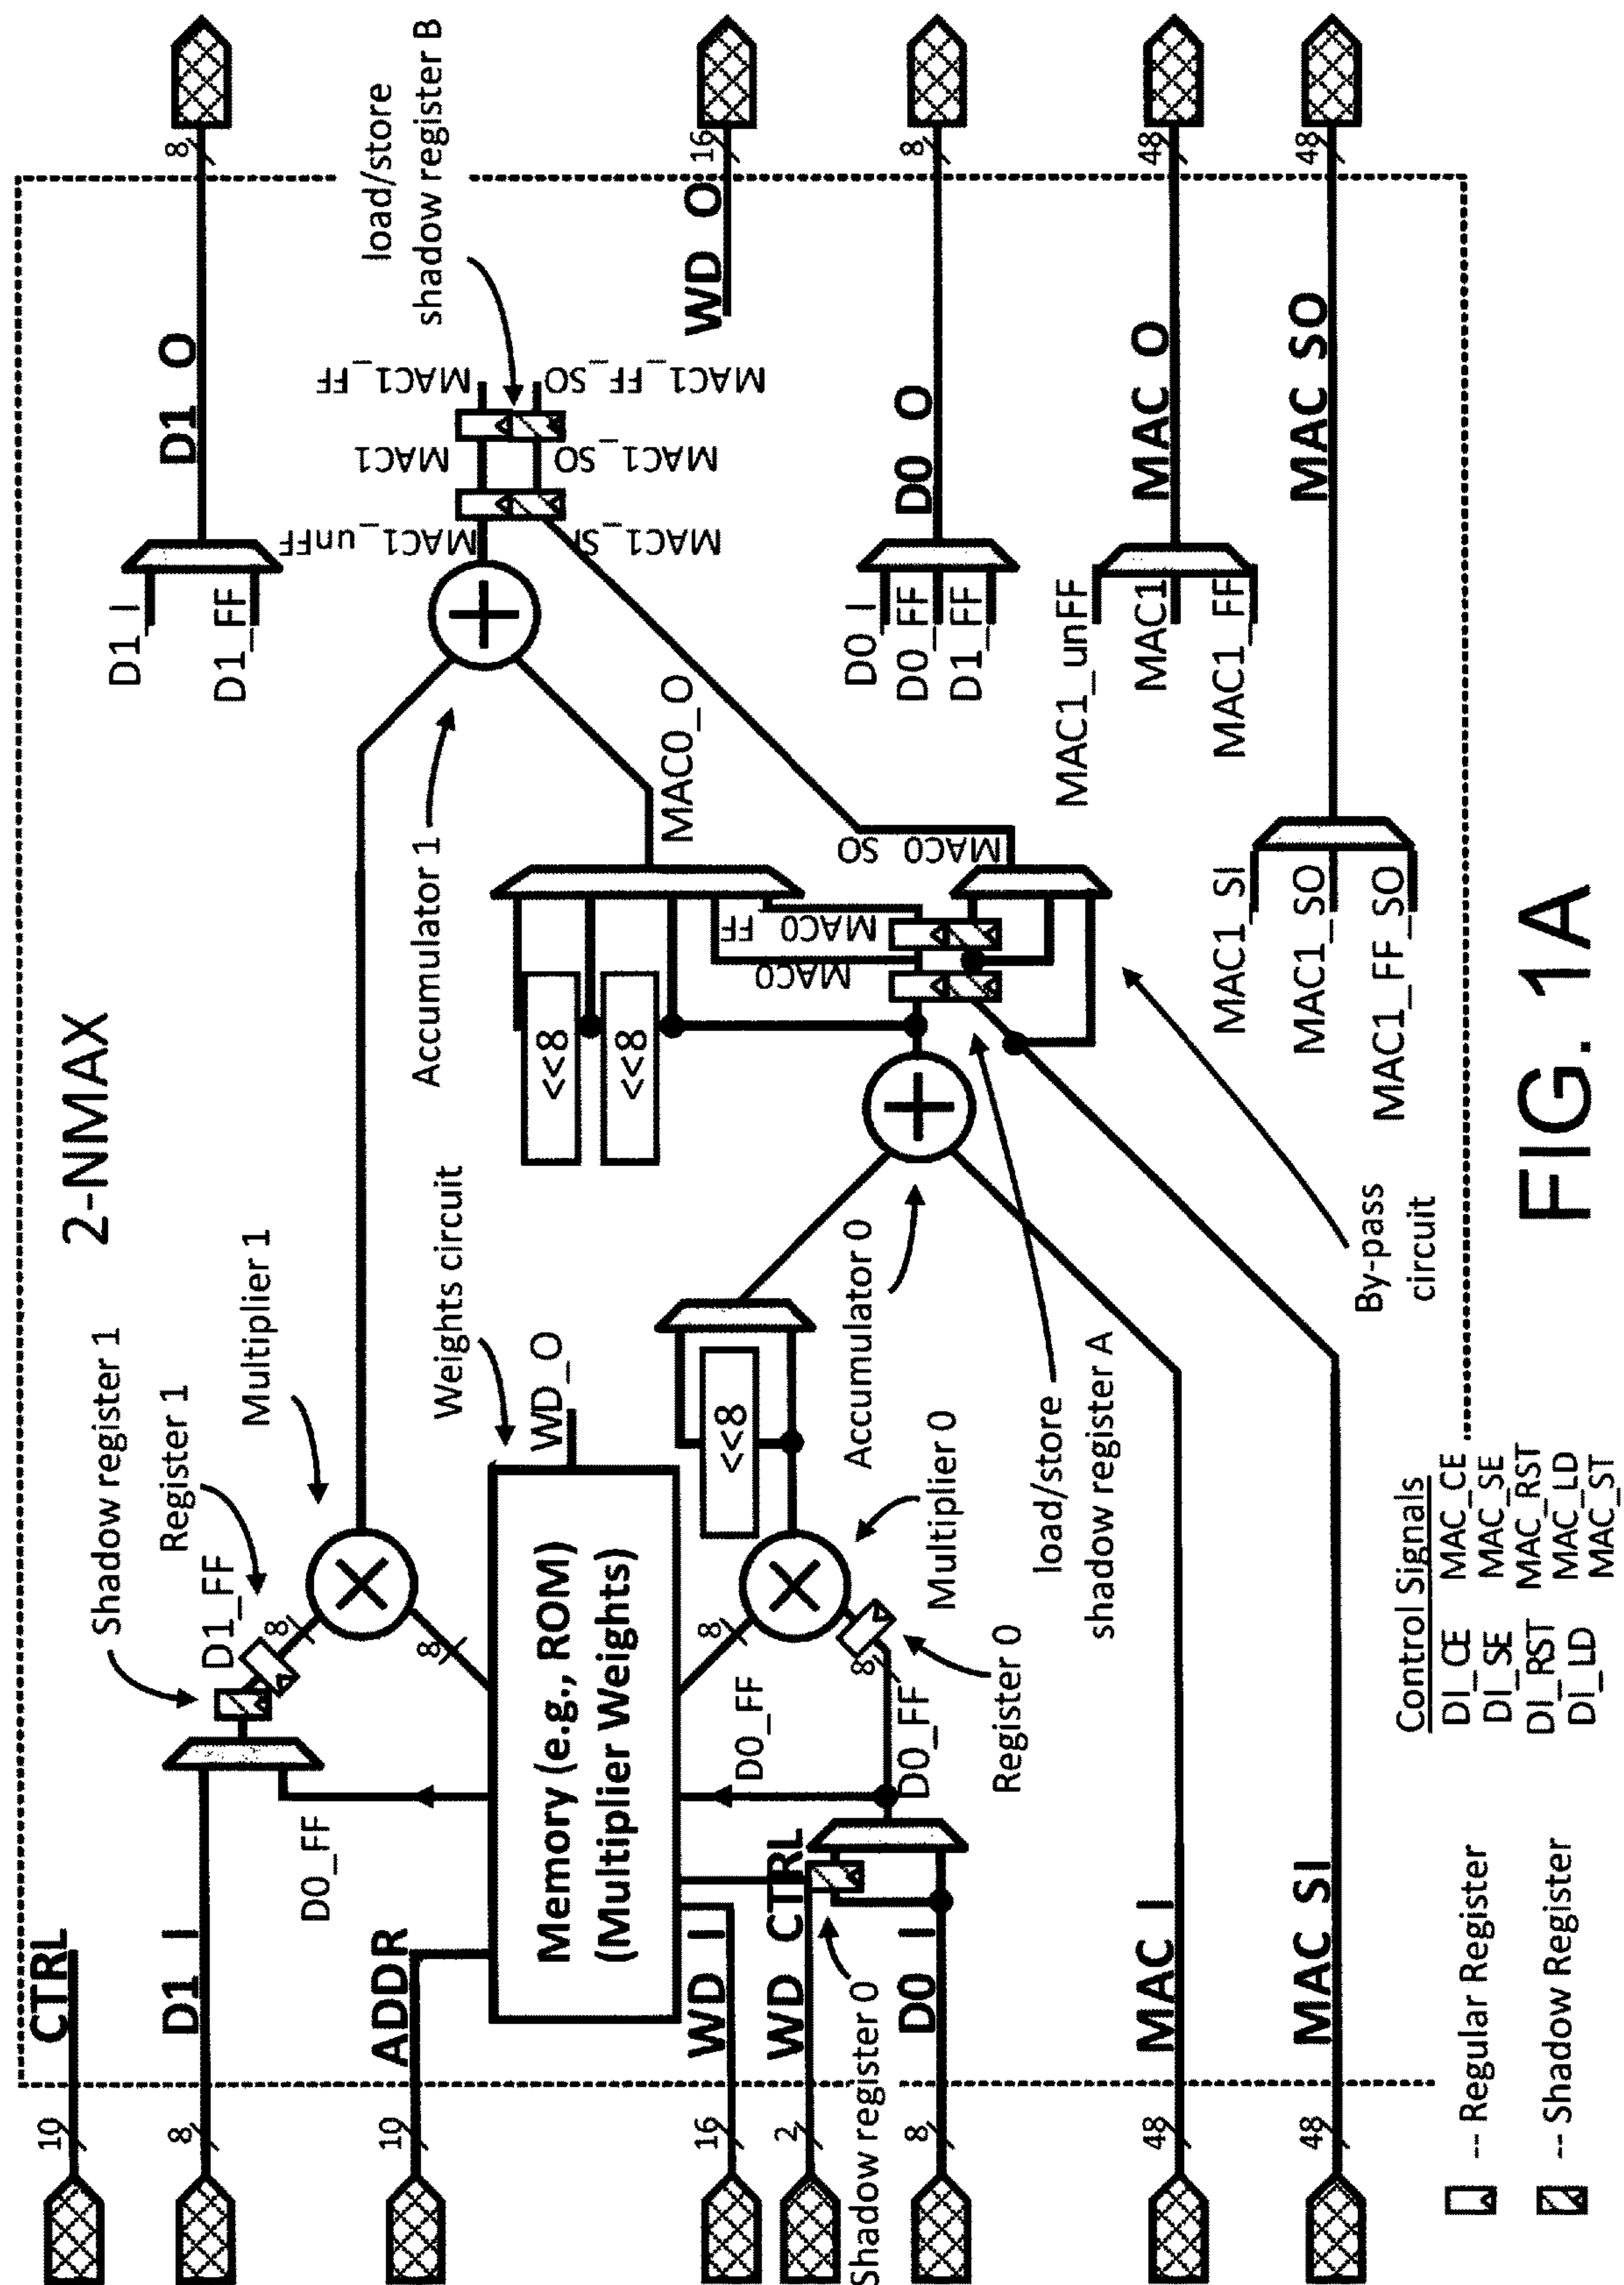 2-NMAX
CTRL
10
D1_I
8
ADDR
10
WD_I
16
WD_CTRL
2
Shadow register 0
D0_I
8
MAC_I
48
MAC_SI
48
Shadow register 1
Register 1
D1_FF
8
Multiplier 1
D0_FF
8
Memory (e.g., ROM)
(Multiplier Weights)
Weights circuit
WD_O
D0_FF
8
D0_FF
8
Register 0
Multiplier 0
<<8
Accumulator 0
load/store
shadow register A
By-pass
circuit
<<8
<<8
Accumulator 1
MAC0
MAC0_FF
MAC0_SO
MAC0_O
MAC1_unFF
MAC1_SI
MAC1
MAC1_SO
MAC1_FF
MAC1_FF_SO
load/store
shadow register B
D1_I
D1_FF
D1_O
8
WD_O
16
D0_I
D0_FF
D1_FF
D0_O
8
MAC1_unFF
MAC1
MAC1_FF
MAC_O
48
MAC1_SI
MAC1_SO
MAC1_FF_SO
MAC_SO
48
-- Regular Register
-- Shadow Register
Control Signals
DI_CE MAC_CE
DI_SE MAC_SE
DI_RST MAC_RST
DI_LD MAC_LD
MAC_ST
FIG. 1A